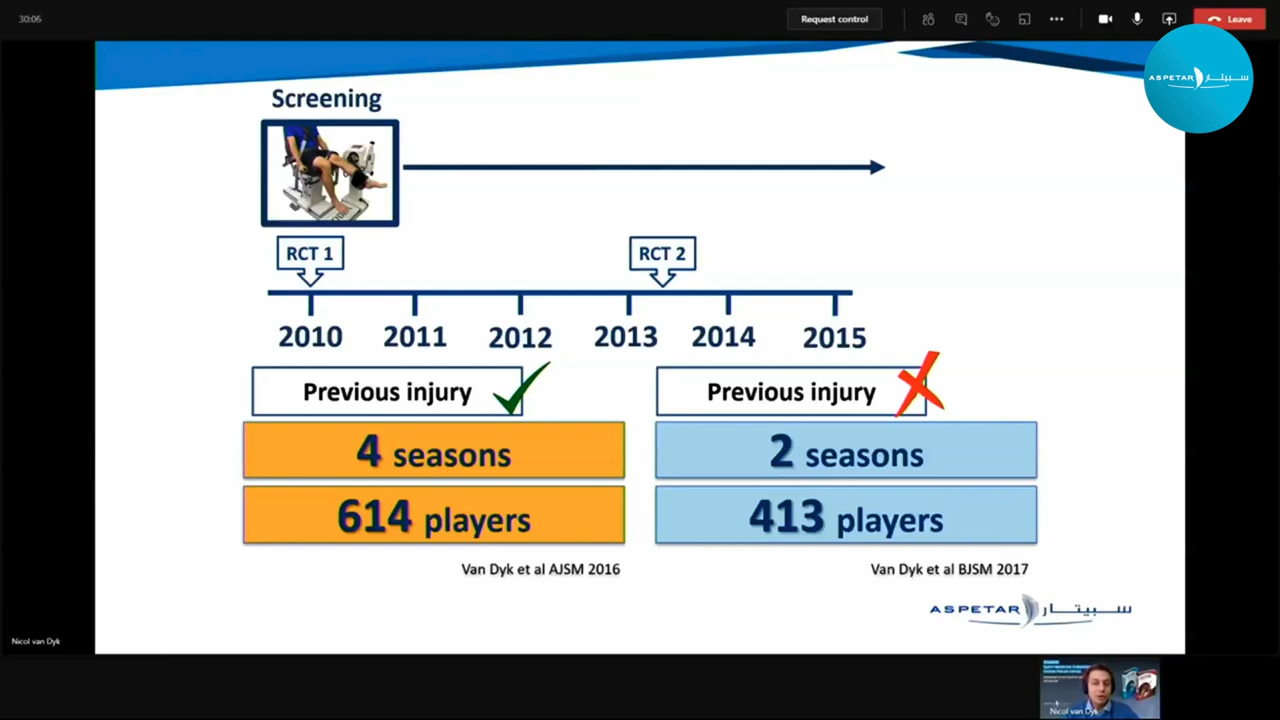 30:06
Request control
Leave
ASPETAR سبيتار
Screening
RCT 1
RCT 2
2010
2011
2012
2013
2014
2015
Previous injury
Previous injury
4 seasons
2 seasons
614 players
413 players
Van Dyk et al AJSM 2016
Van Dyk et al BJSM 2017
ASPETAR سبيتار
Nicol van Dyk
Nicol van Dyk